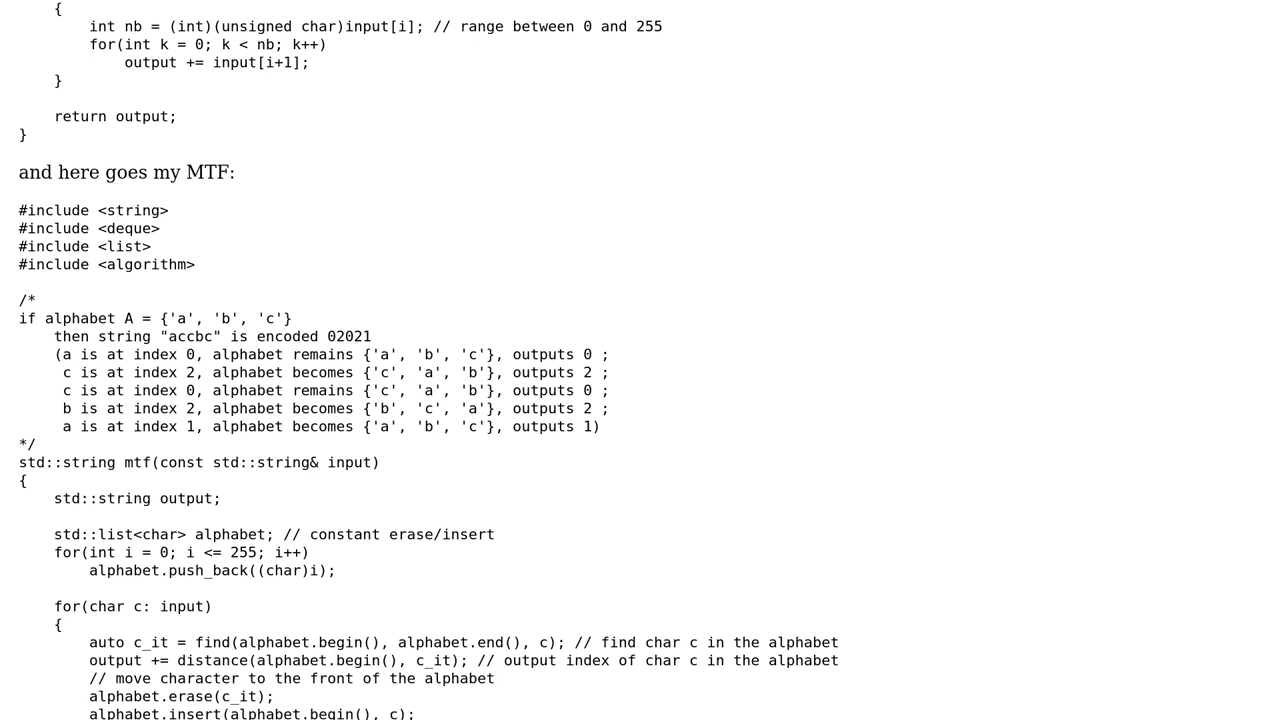 {
        int nb = (int)(unsigned char)input[i]; // range between 0 and 255
        for(int k = 0; k < nb; k++)
            output += input[i+1];
    }

    return output;
}

and here goes my MTF:

#include <string>
#include <deque>
#include <list>
#include <algorithm>

/*
if alphabet A = {'a', 'b', 'c'}
    then string "accbc" is encoded 02021
    (a is at index 0, alphabet remains {'a', 'b', 'c'}, outputs 0 ;
     c is at index 2, alphabet becomes {'c', 'a', 'b'}, outputs 2 ;
     c is at index 0, alphabet remains {'c', 'a', 'b'}, outputs 0 ;
     b is at index 2, alphabet becomes {'b', 'c', 'a'}, outputs 2 ;
     a is at index 1, alphabet becomes {'a', 'b', 'c'}, outputs 1)
*/
std::string mtf(const std::string& input)
{
    std::string output;

    std::list<char> alphabet; // constant erase/insert
    for(int i = 0; i <= 255; i++)
        alphabet.push_back((char)i);

    for(char c: input)
    {
        auto c_it = find(alphabet.begin(), alphabet.end(), c); // find char c in the alphabet
        output += distance(alphabet.begin(), c_it); // output index of char c in the alphabet
        // move character to the front of the alphabet
        alphabet.erase(c_it);
        alphabet.insert(alphabet.begin(), c);